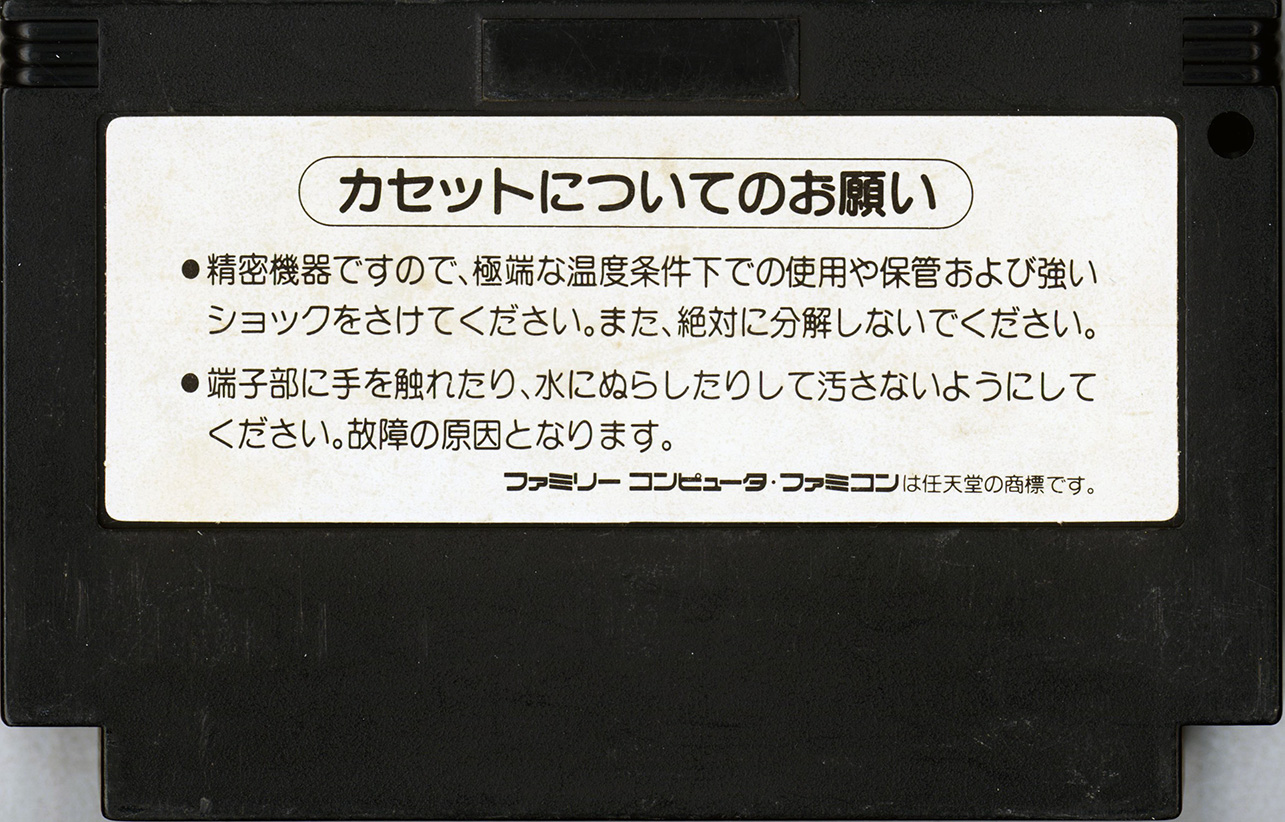 カセットについてのお願い
●精密機器ですので、極端な温度条件下での使用や保管および強い
ショックをさけてください。また、絶対に分解しないでください。
●端子部に手を触れたり、水にぬらしたりして汚さないようにして
ください。故障の原因となります。
ファミリー コンピュータ・ファミコンは任天堂の商標です。